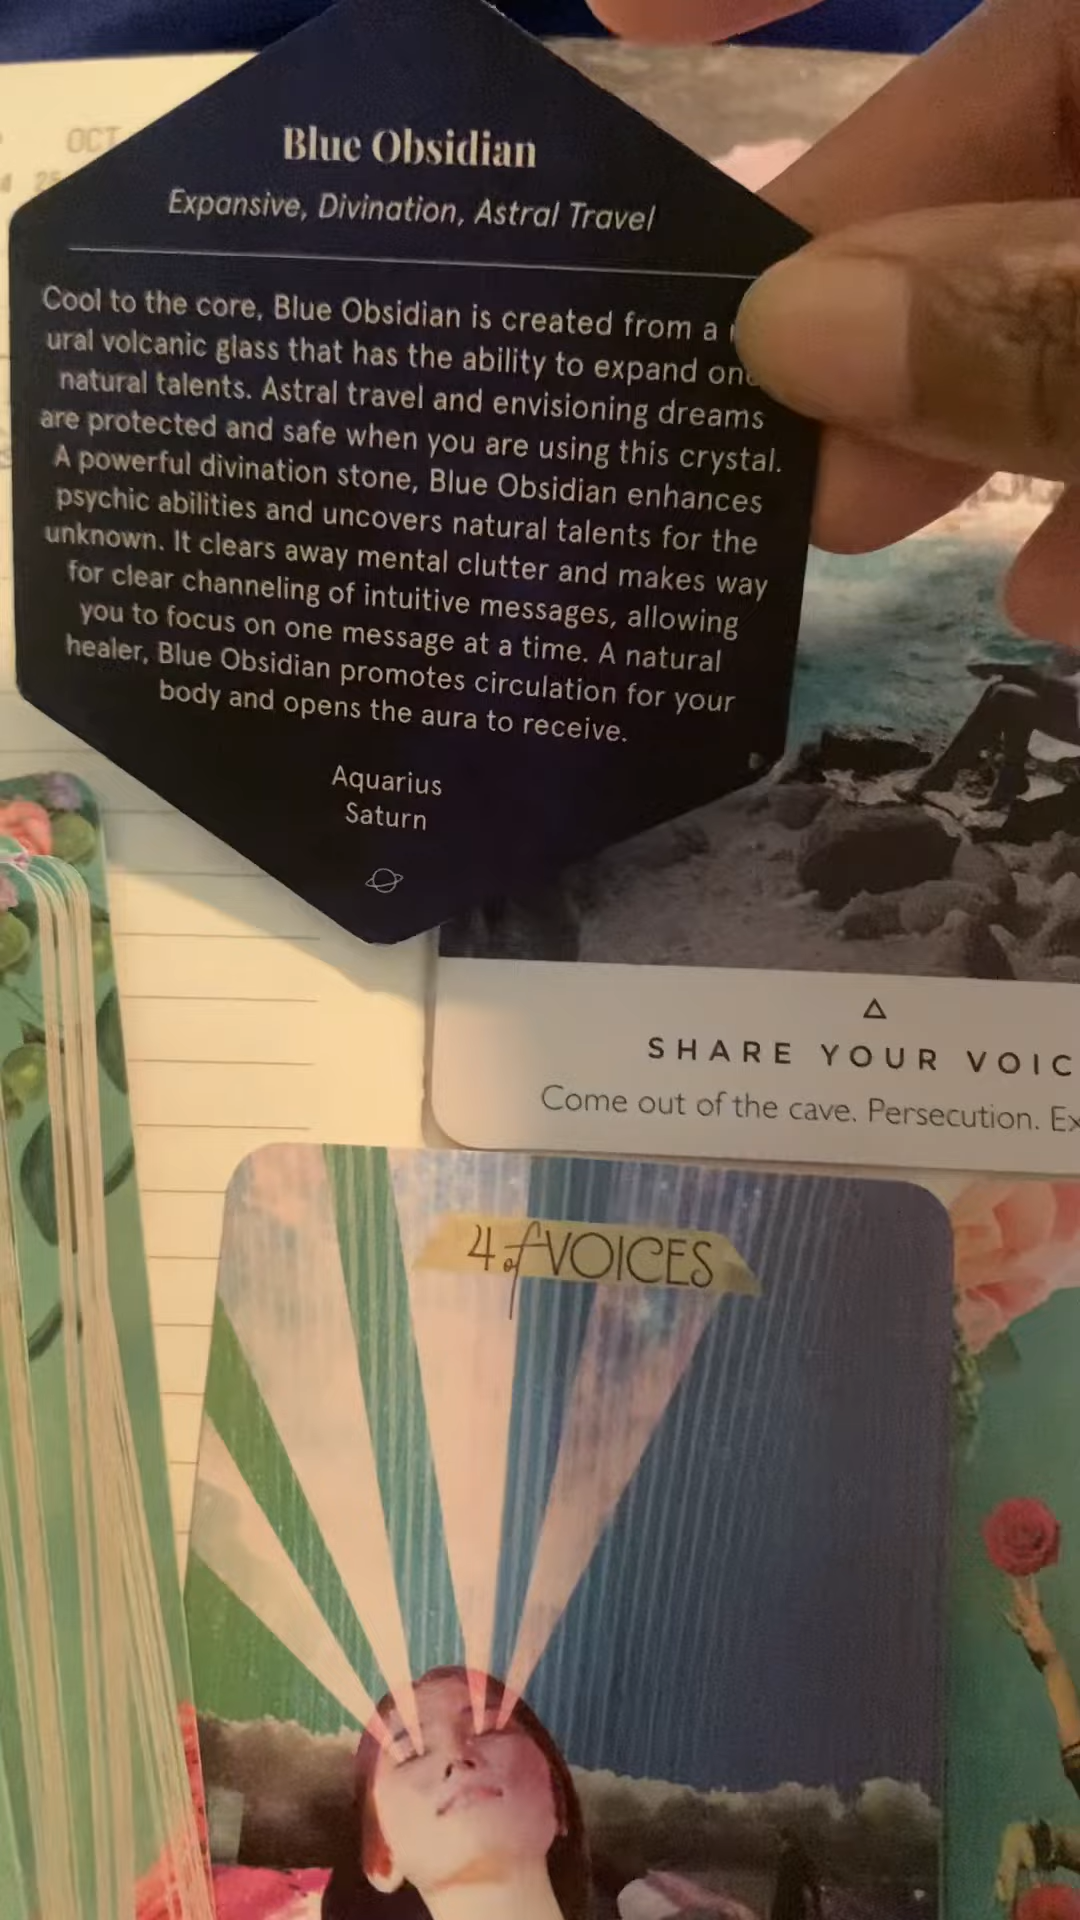 OCT
Blue Obsidian
Expansive, Divination, Astral Travel
Cool to the core, Blue Obsidian is created from a
ural volcanic glass that has the ability to expand
natural talents. Astral travel and envisioning dreams
are protected and safe when you are using this crystal.
A powerful divination stone, Blue Obsidian enhances
psychic abilities and uncovers natural talents for the
unknown. It clears away mental clutter and makes way
for clear channeling of intuitive messages, allowing
you to focus on one message at a time. A natural
healer, Blue Obsidian promotes circulation for your
body and opens the aura to receive.
Aquarius
Saturn
SHARE YOUR VOIC
Come out of the cave. Persecution. Ex
4 of VOICES